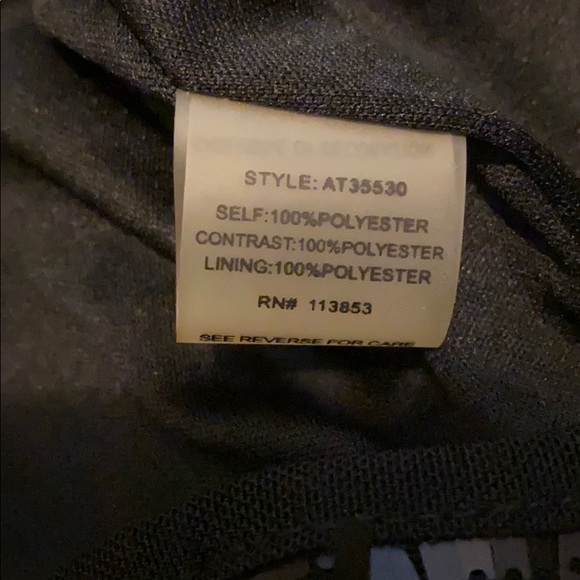 STYLE: AT35530
SELF:100%POLYESTER
CONTRAST:100%POLYESTER
LINING:100%POLYESTER
RN# 113853
SEE REVERSE FOR CARE